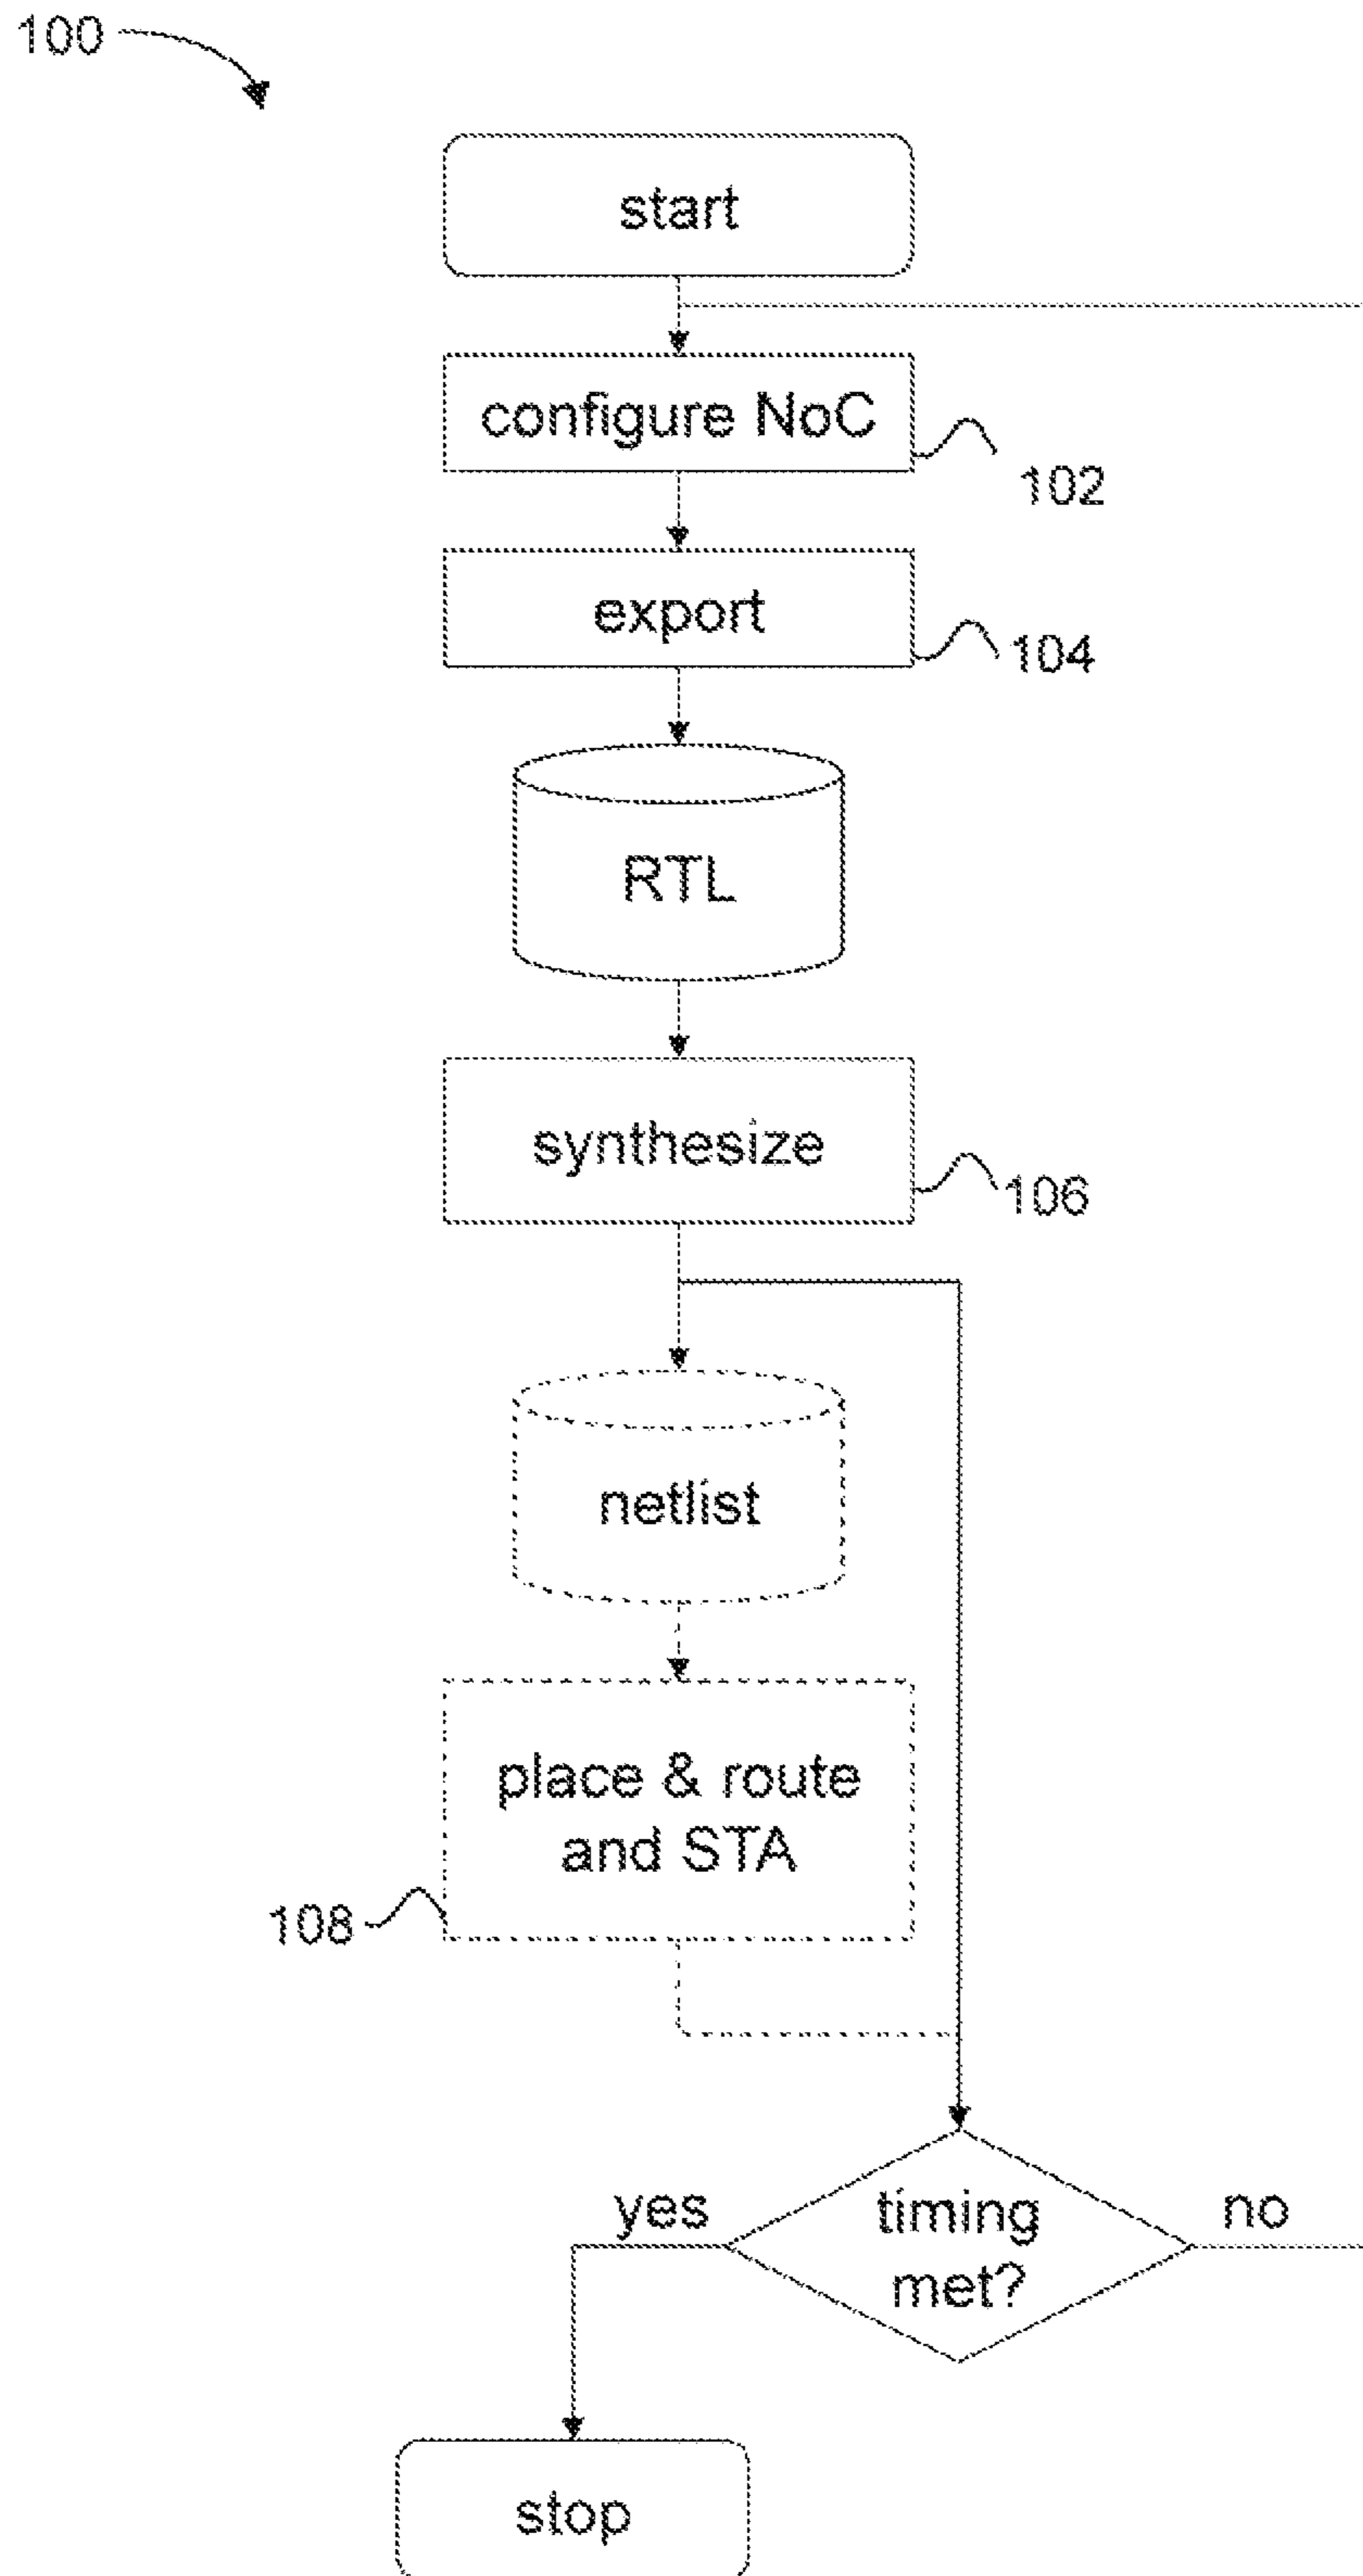 100
start
configure NoC
102
export
104
RTL
synthesize
106
netlist
place & route
and STA
108
yes
timing
met?
no
stop